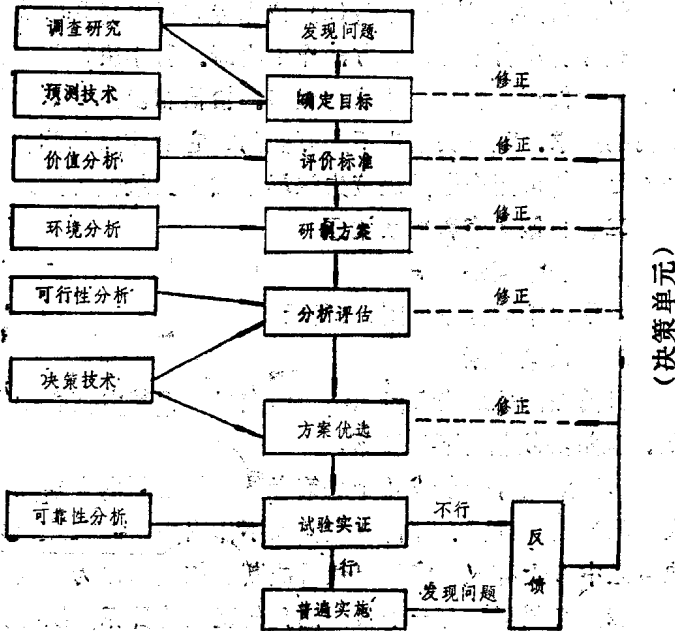 调查研究
发现问题
预测技术
确定目标
修正
价值分析
评价标准
修正
环境分析
研制方案
修正
可行性分析
分析评估
修正
决策技术
方案优选
修正
可靠性分析
试验实证
不行
反馈
行
普遍实施
发现问题
(决策单元)